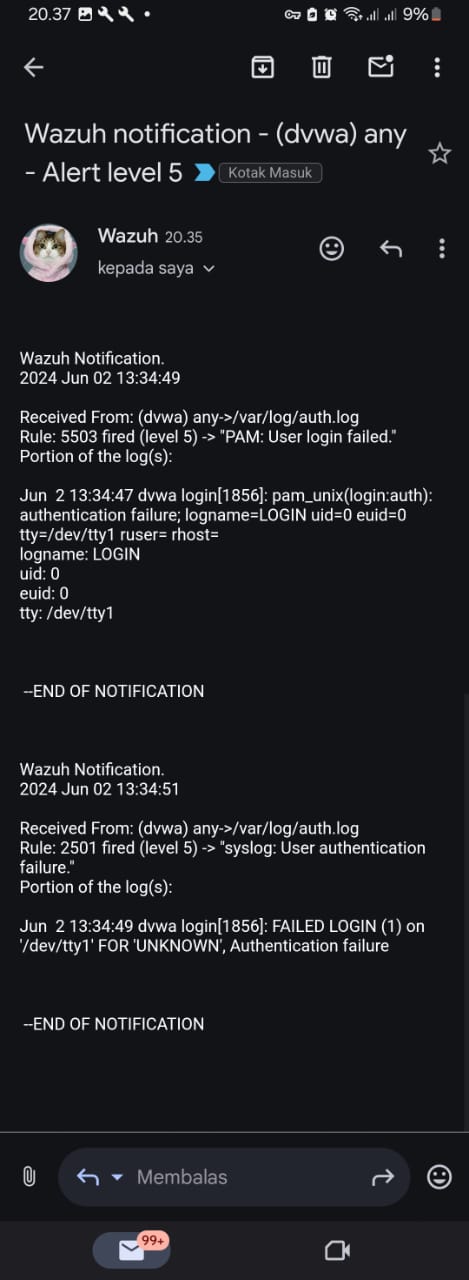 20.37
9%
Wazuh notification - (dvwa) any
- Alert level 5 Kotak Masuk
Wazuh 20.35
kepada saya
Wazuh Notification.
2024 Jun 02 13:34:49
Received From: (dvwa) any->/var/log/auth.log
Rule: 5503 fired (level 5) -> "PAM: User login failed."
Portion of the log(s):
Jun  2 13:34:47 dvwa login[1856]: pam_unix(login:auth):
authentication failure; logname=LOGIN uid=0 euid=0
tty=/dev/tty1 ruser= rhost=
logname: LOGIN
uid: 0
euid: 0
tty: /dev/tty1
--END OF NOTIFICATION
Wazuh Notification.
2024 Jun 02 13:34:51
Received From: (dvwa) any->/var/log/auth.log
Rule: 2501 fired (level 5) -> "syslog: User authentication
failure."
Portion of the log(s):
Jun  2 13:34:49 dvwa login[1856]: FAILED LOGIN (1) on
'/dev/tty1' FOR 'UNKNOWN', Authentication failure
--END OF NOTIFICATION
Membalas
99+